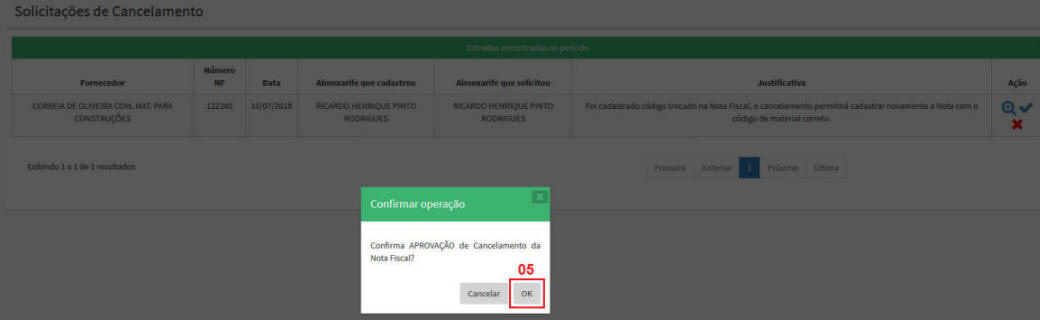 Solicitações de Cancelamento
Entradas encontradas no período
Fornecedor
Número
NF
Data
Almoxarife que cadastrou
Almoxarife que solicitou
Justificativa
Ação
CORREIA DE OLIVEIRA COM. MAT. PARA
CONSTRUÇÕES
122345
10/07/2018
RICARDO HENRIQUE PINTO
RODRIGUES
RICARDO HENRIQUE PINTO
RODRIGUES
Foi cadastrado código trocado na Nota Fiscal, o cancelamento permitirá cadastrar novamente a Nota com o
código de material correto.
Exibindo 1 a 1 de 1 resultados
Primeira Anterior 1 Próximo Última
Confirmar operação
Confirma APROVAÇÃO de Cancelamento da
Nota Fiscal?
05
Cancelar OK